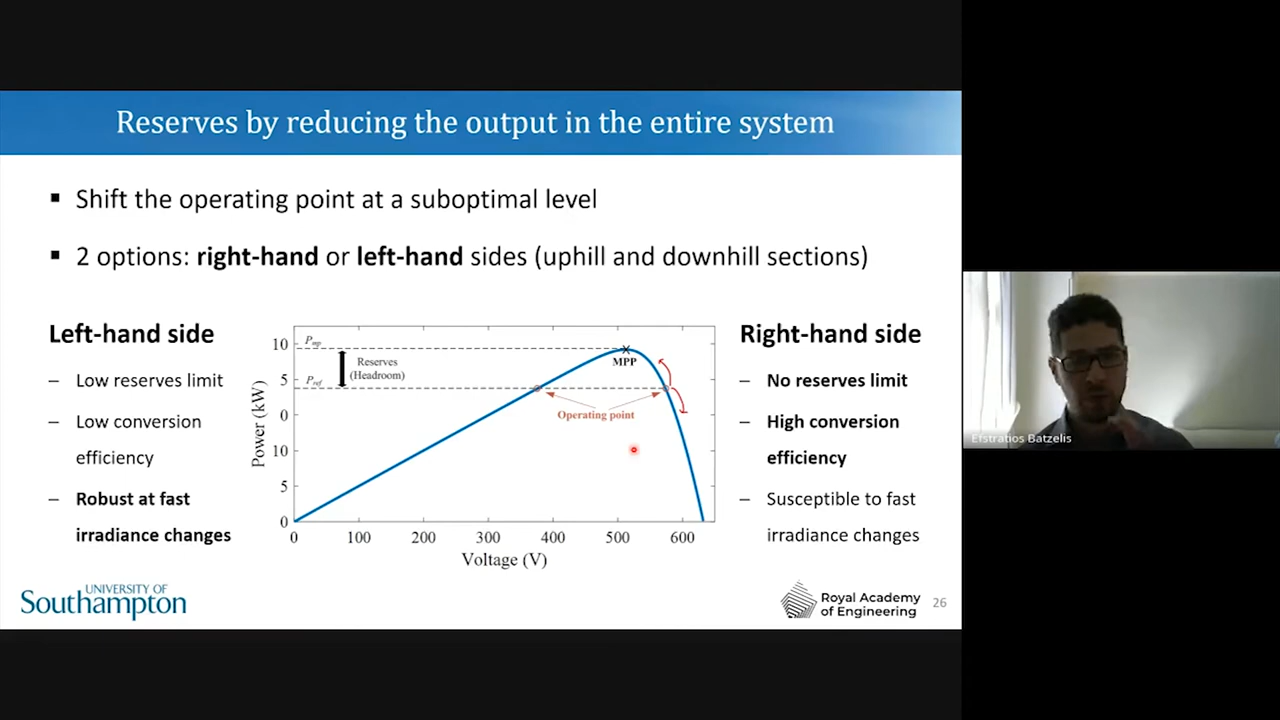 Reserves by reducing the output in the entire system
▪ Shift the operating point at a suboptimal level
▪ 2 options: right-hand or left-hand sides (uphill and downhill sections)
Left-hand side
– Low reserves limit
– Low conversion
efficiency
– Robust at fast
irradiance changes
Power (kW)
10
5
0
10
5
0
P_mp
Reserves
(Headroom)
P_ref
MPP
Operating point
0 100 200 300 400 500 600
Voltage (V)
Right-hand side
– No reserves limit
– High conversion
efficiency
– Susceptible to fast
irradiance changes
Efstratios Batzelis
UNIVERSITY OF
Southampton
Royal Academy
of Engineering
26